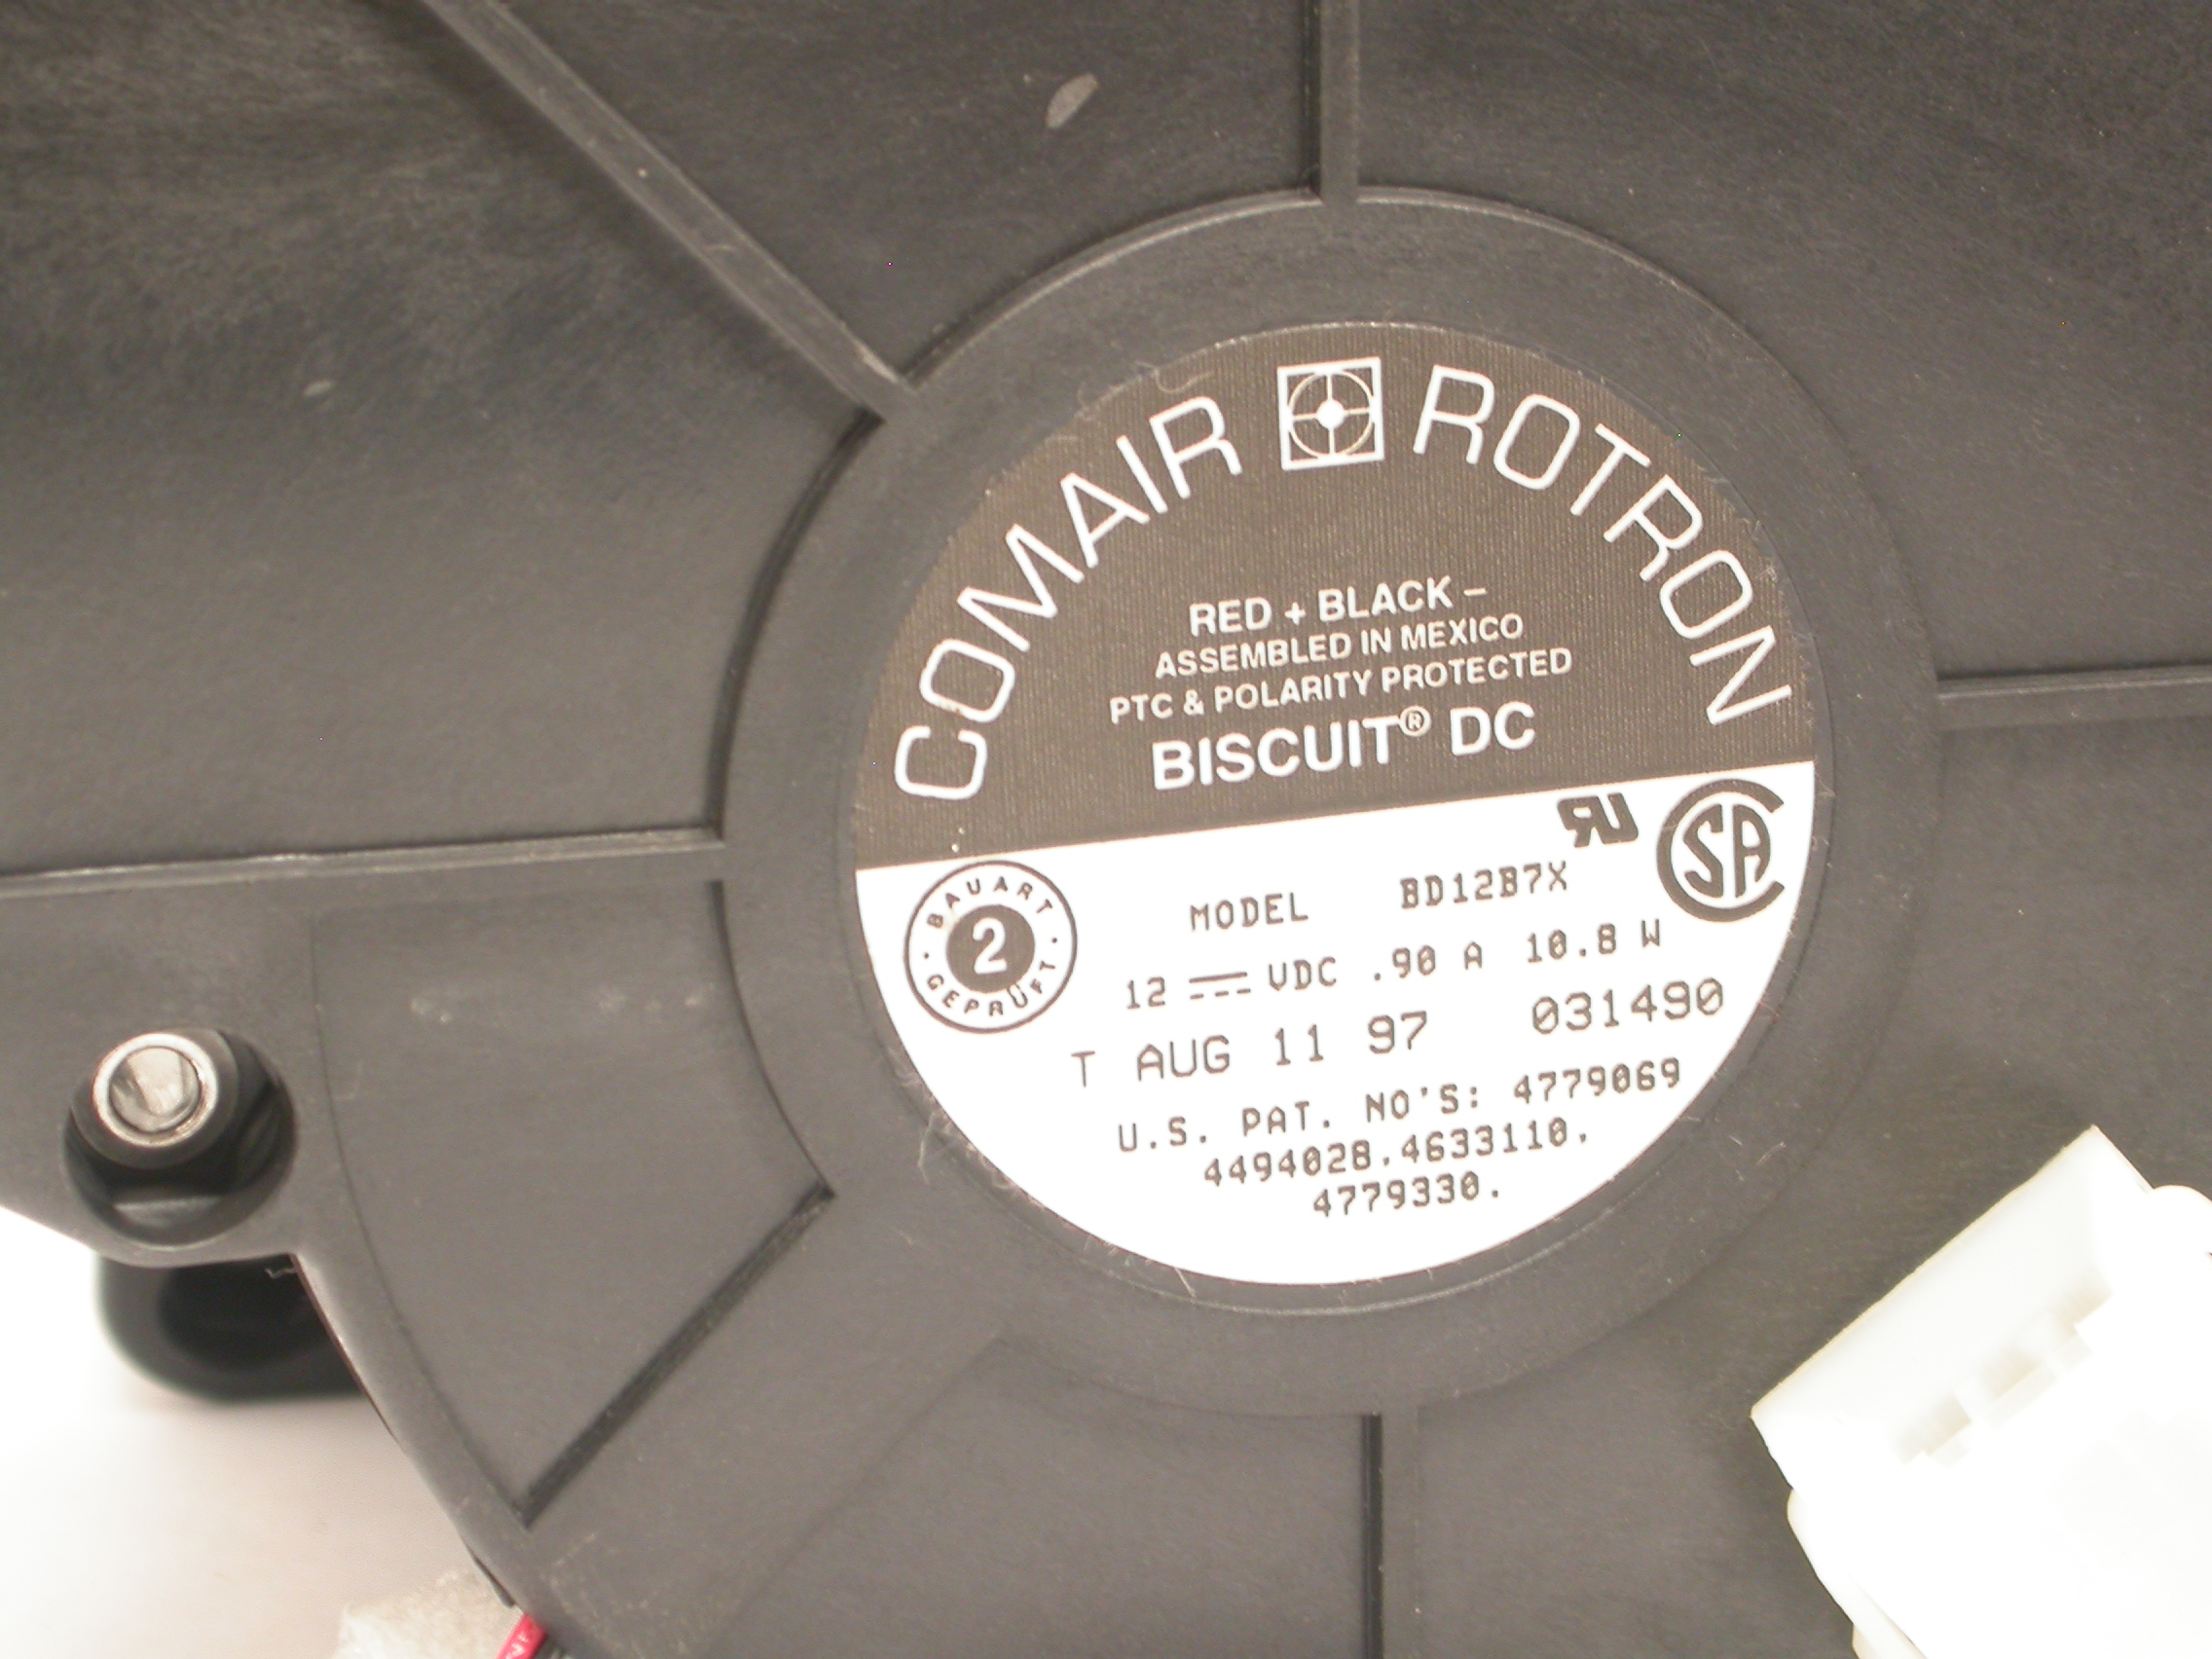 COMAIR ROTRON
RED + BLACK –
ASSEMBLED IN MEXICO
PTC & POLARITY PROTECTED
BISCUIT® DC
RU SA
BAUART
2
GEPRÜFT
MODEL BD12B7X
12 VDC .90 A 10.8 W
T AUG 11 97 031490
U.S. PAT. NO'S: 4779069
4494028,4633110,
4779330.